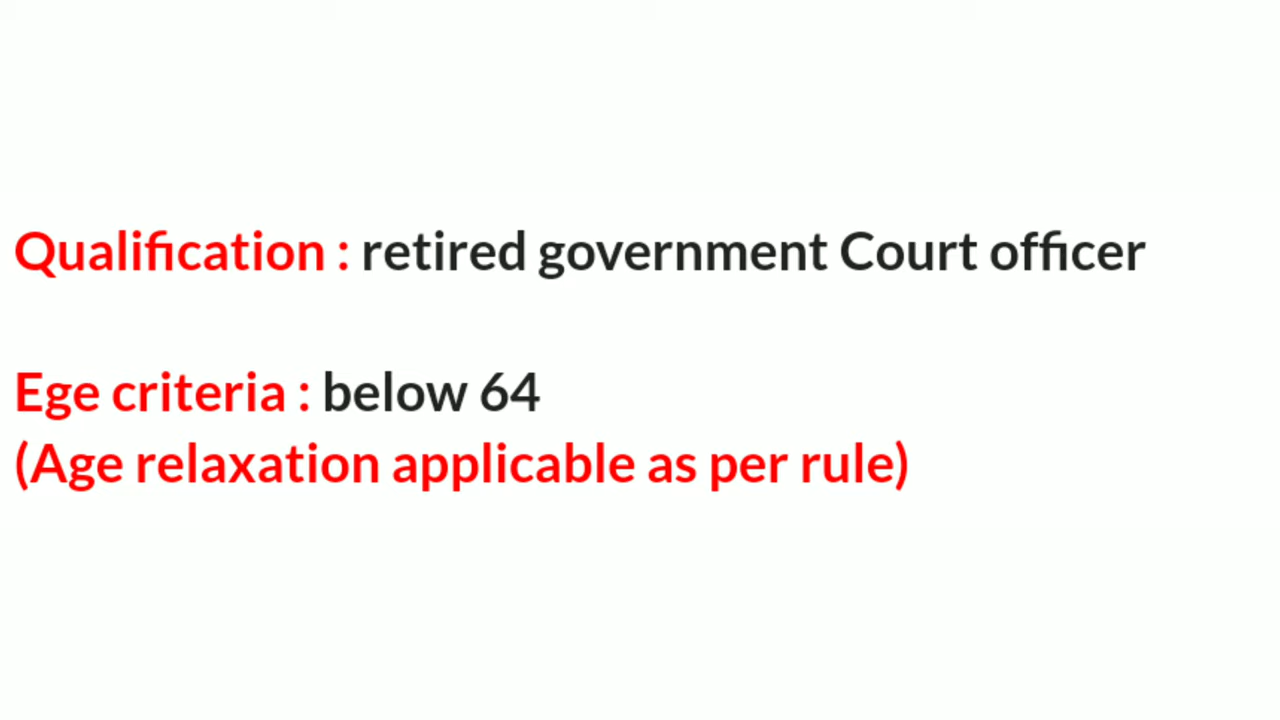 Qualification : retired government Court officer
Ege criteria : below 64
(Age relaxation applicable as per rule)